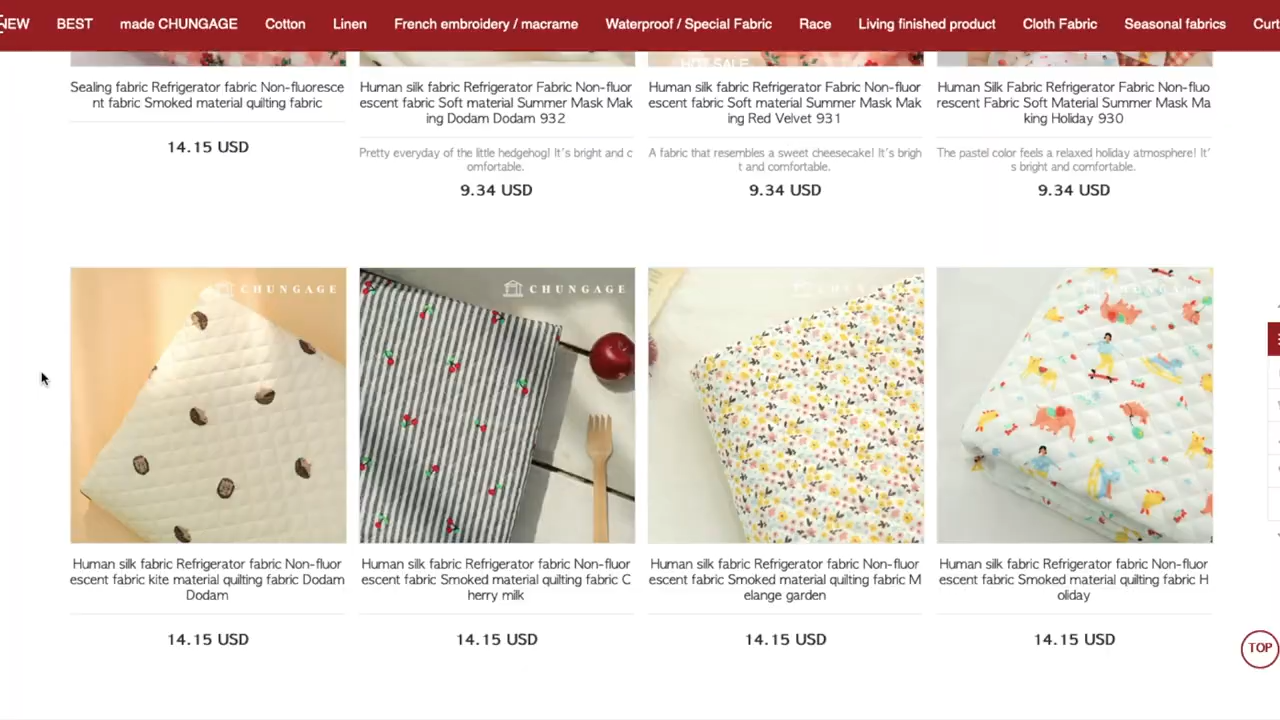 NEW BEST made CHUNGAGE Cotton Linen French embroidery / macrame Waterproof / Special Fabric Race Living finished product Cloth Fabric Seasonal fabrics Curt
HOT SALE
Sealing fabric Refrigerator fabric Non-fluoresce
nt fabric Smoked material quilting fabric
14.15 USD
Human silk fabric Refrigerator Fabric Non-fluor
escent fabric Soft material Summer Mask Mak
ing Dodam Dodam 932
Pretty everyday of the little hedgehog! It's bright and c
omfortable.
9.34 USD
Human silk fabric Refrigerator Fabric Non-fluor
escent fabric Soft material Summer Mask Mak
ing Red Velvet 931
A fabric that resembles a sweet cheesecake! It's brigh
t and comfortable.
9.34 USD
Human Silk Fabric Refrigerator Fabric Non-fluo
rescent Fabric Soft Material Summer Mask Ma
king Holiday 930
The pastel color feels a relaxed holiday atmosphere! It'
s bright and comfortable.
9.34 USD
CHUNGAGE
CHUNGAGE
CHUNGAGE
CHUNGAGE
Human silk fabric Refrigerator fabric Non-fluor
escent fabric kite material quilting fabric Dodam
Dodam
14.15 USD
Human silk fabric Refrigerator fabric Non-fluor
escent fabric Smoked material quilting fabric C
herry milk
14.15 USD
Human silk fabric Refrigerator fabric Non-fluor
escent fabric Smoked material quilting fabric M
elange garden
14.15 USD
Human silk fabric Refrigerator fabric Non-fluor
escent fabric Smoked material quilting fabric H
oliday
14.15 USD
TOP